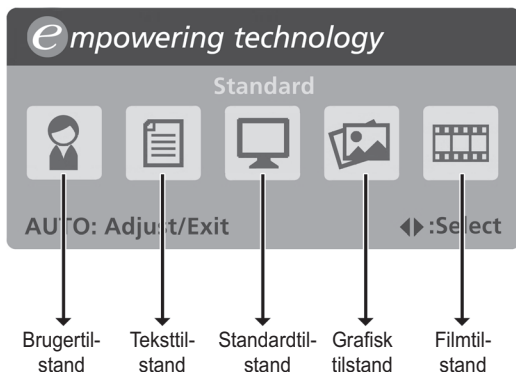 empowering technology
Standard
AUTO: Adjust/Exit
:Select
Brugertil-
stand
Teksttil-
stand
Standardtil-
stand
Grafisk
tilstand
Filmtil-
stand